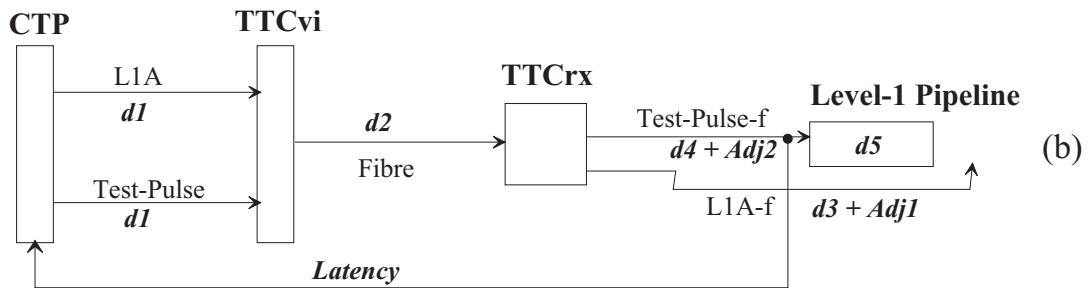 CTP
TTCvi
L1A
d1
Test-Pulse
d1
d2
Fibre
TTCrx
Test-Pulse-f
d4 + Adj2
Level-1 Pipeline
d5
(b)
L1A-f
d3 + Adj1
Latency